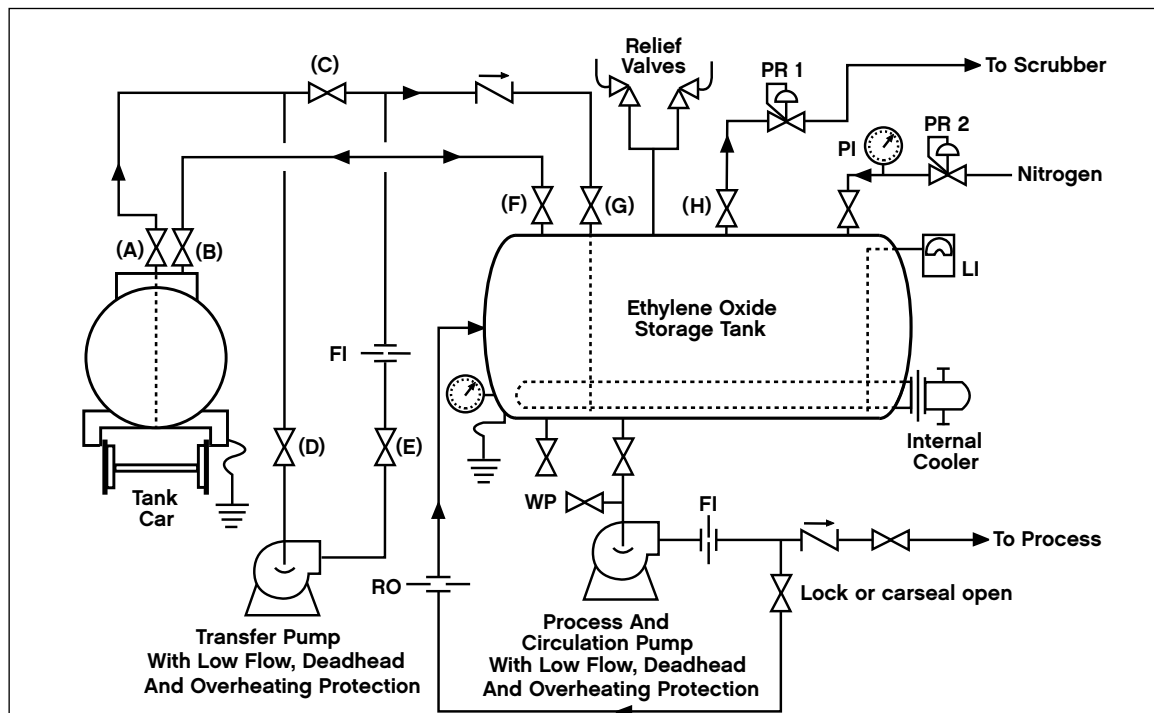 (C)
Relief
Valves
PR 1
To Scrubber
PI
PR 2
Nitrogen
(A)
(B)
(F)
(G)
(H)
LI
Ethylene Oxide
Storage Tank
FI
(D)
(E)
Internal
Cooler
Tank
Car
WP
FI
To Process
RO
Lock or carseal open
Transfer Pump
With Low Flow, Deadhead
And Overheating Protection
Process And
Circulation Pump
With Low Flow, Deadhead
And Overheating Protection